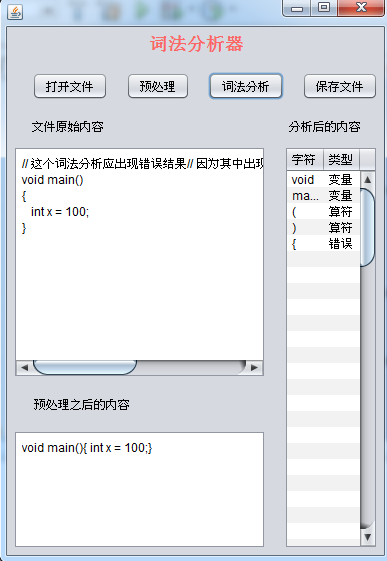 词法分析器
打开文件 预处理 词法分析 保存文件
文件原始内容
// 这个词法分析应出现错误结果// 因为其中出现
void main()
{
int x = 100;
}
预处理之后的内容
void main(){ int x = 100;}
分析后的内容
字符 类型
void 变量
ma... 变量
( 算符
) 算符
{ 错误